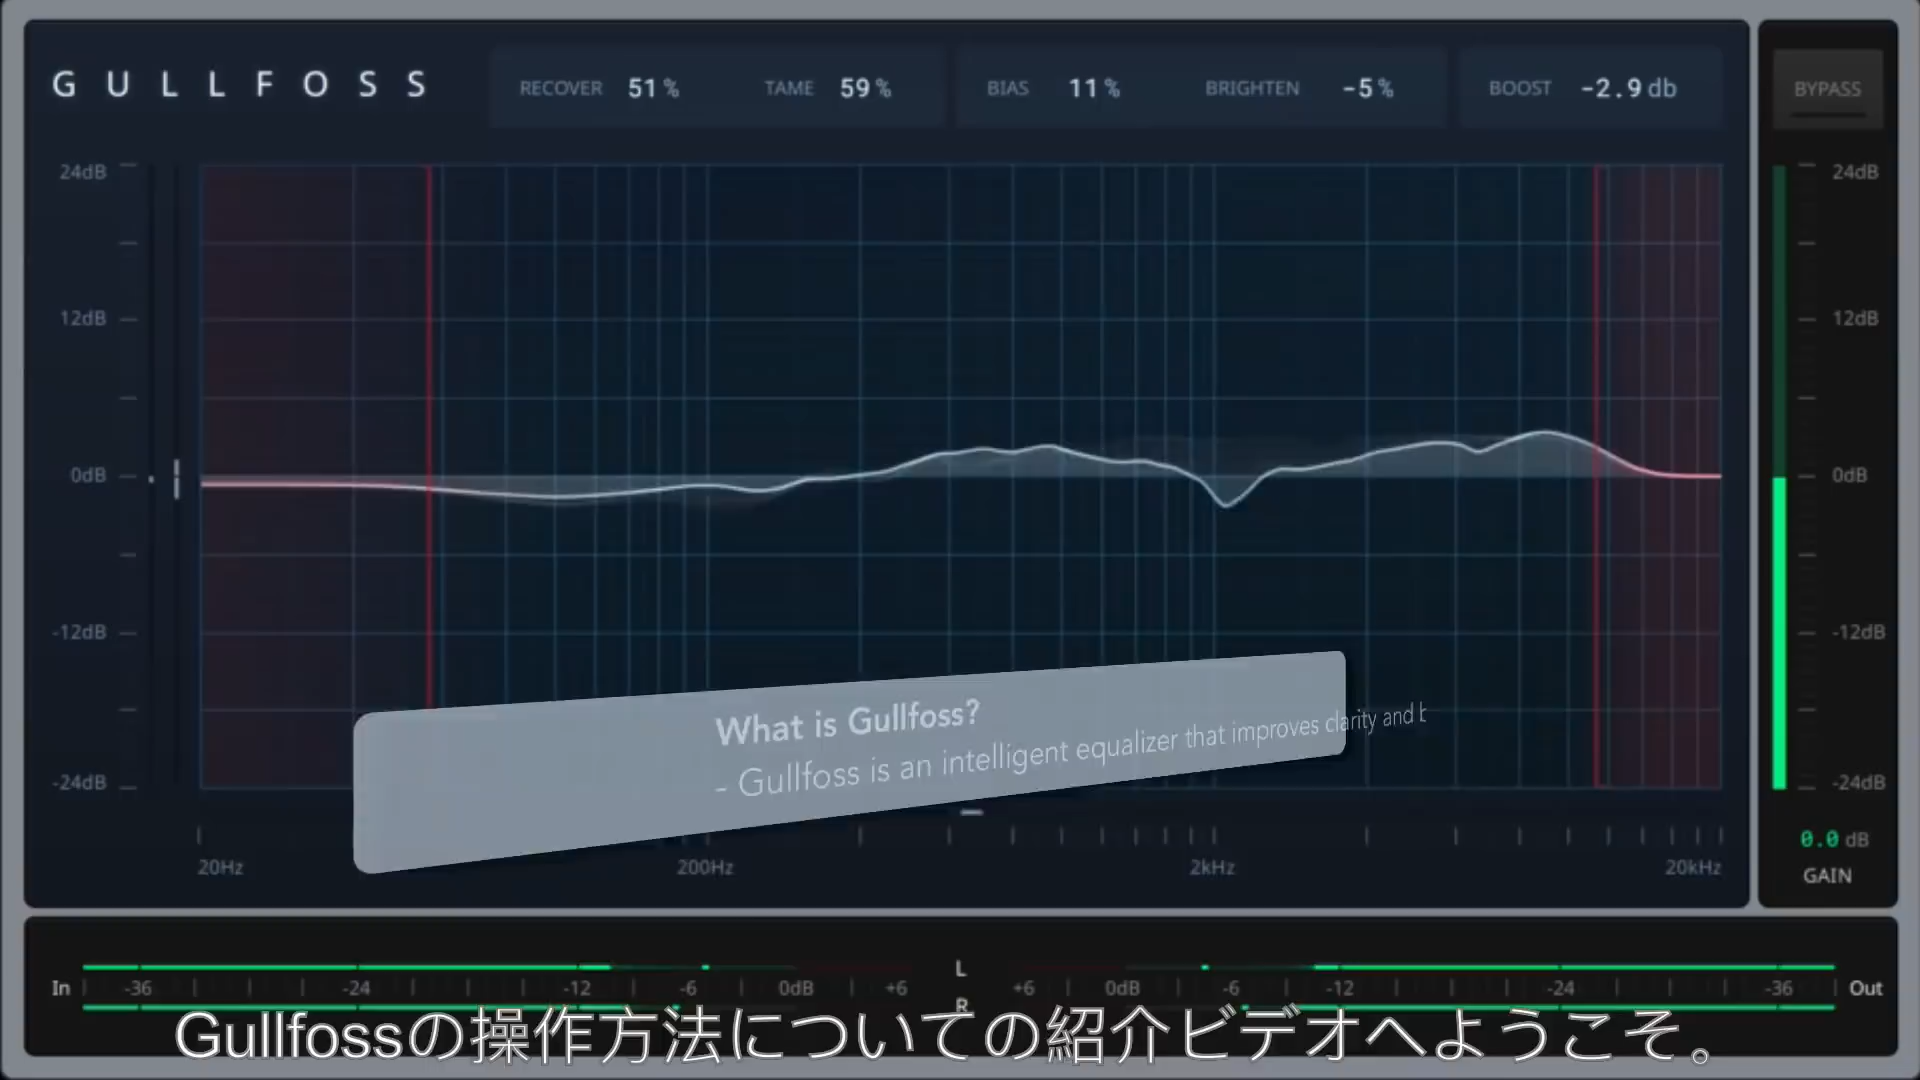 GULLFOSS
RECOVER 51% TAME 59% BIAS 11% BRIGHTEN -5% BOOST -2.9 db BYPASS
24dB 24dB
12dB 12dB
0dB 0dB
-12dB -12dB
What is Gullfoss?
- Gullfoss is an intelligent equalizer that improves clarity and
-24dB -24dB
0.0 dB
20Hz 200Hz 2kHz 20kHz GAIN
L
In -36 -24 -12 -6 0dB +6 +6 0dB -6 -12 -24 -36 Out
R
Gullfossの操作方法についての紹介ビデオへようこそ。